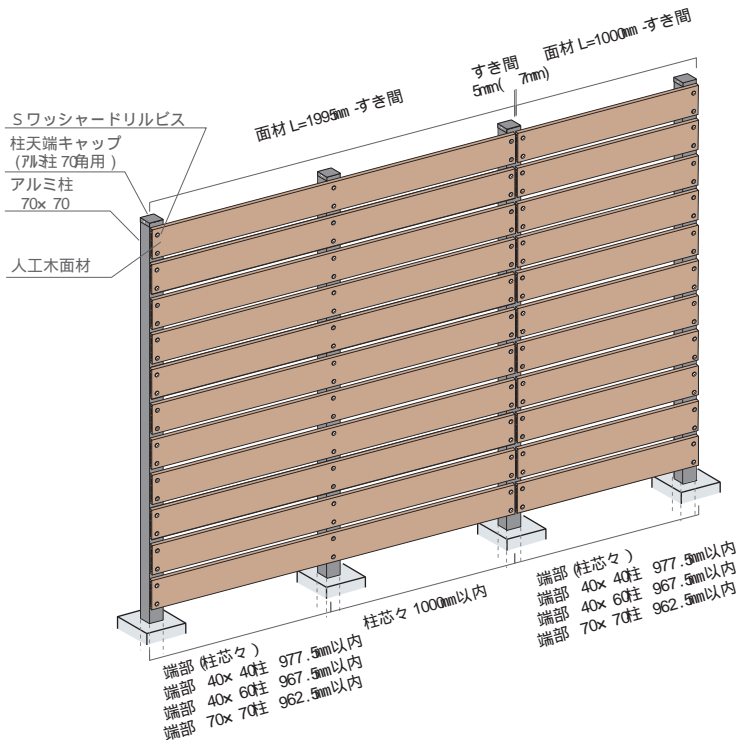 面材 L=1995mm -すき間
すき間
5mm( 7mm)
面材 L=1000mm -すき間
Sワッシャードリルビス
柱天端キャップ
(アルミ柱 70角用 )
アルミ柱
70× 70
人工木面材
柱芯々 1000mm以内
端部 (柱芯々 )
端部 40× 40柱 977.5mm以内
端部 40× 60柱 967.5mm以内
端部 70× 70柱 962.5mm以内
端部 (柱芯々 )
端部 40× 40柱 977.5mm以内
端部 40× 60柱 967.5mm以内
端部 70× 70柱 962.5mm以内